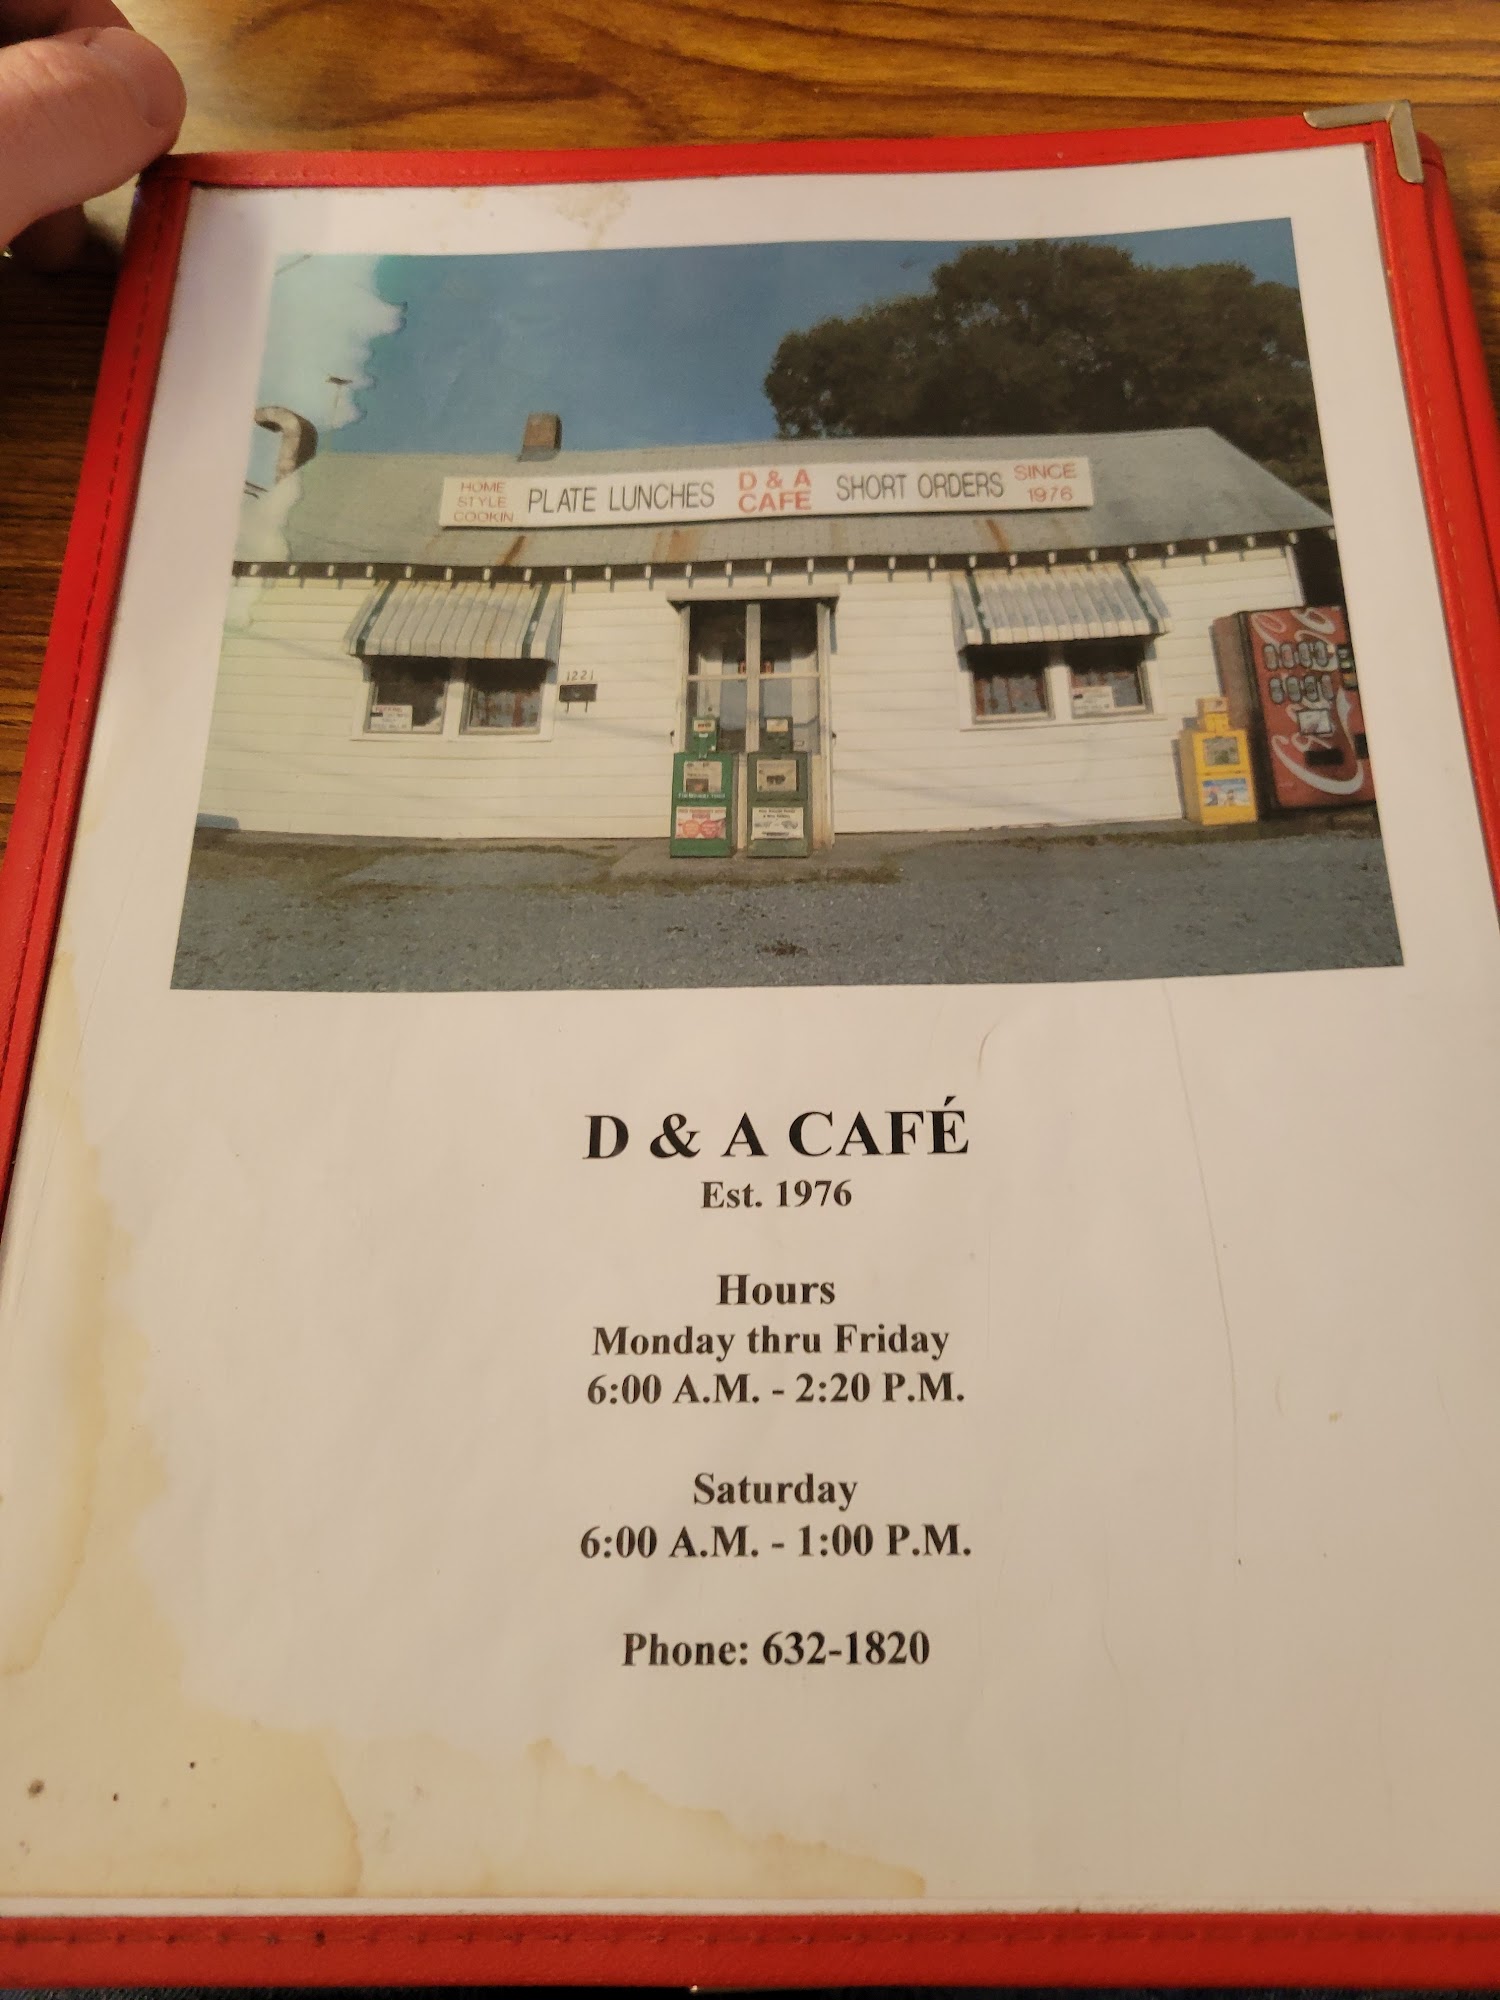 HOME
STYLE
COOKIN
PLATE LUNCHES
D & A
CAFE
SHORT ORDERS
SINCE
1976
1221
D & A CAFÉ
Est. 1976
Hours
Monday thru Friday
6:00 A.M. - 2:20 P.M.
Saturday
6:00 A.M. - 1:00 P.M.
Phone: 632-1820